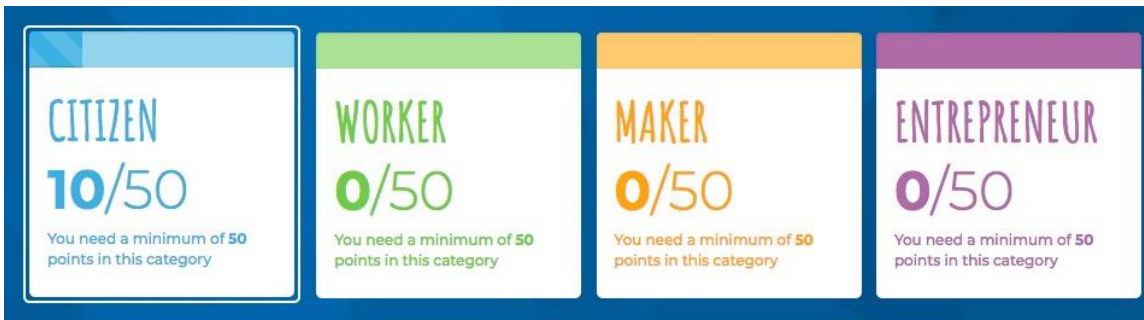 CITIZEN
10/50
You need a minimum of 50
points in this category
WORKER
0/50
You need a minimum of 50
points in this category
MAKER
0/50
You need a minimum of 50
points in this category
ENTREPRENEUR
0/50
You need a minimum of 50
points in this category